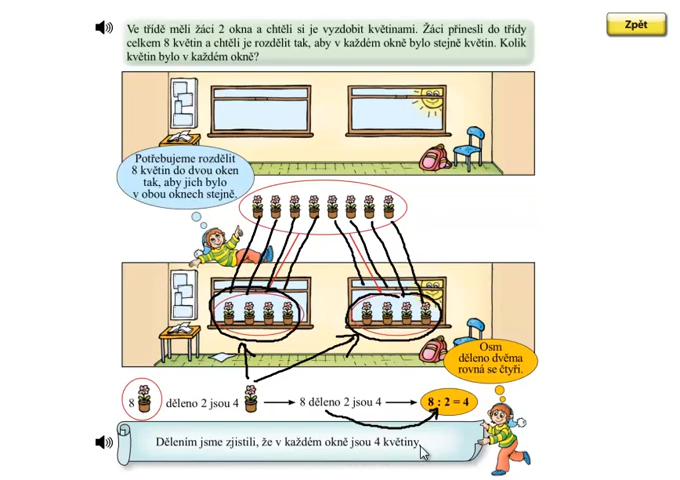 Zpět
Ve třídě měli žáci 2 okna a chtěli si je vyzdobit květinami. Žáci přinesli do třídy
celkem 8 květin a chtěli je rozdělit tak, aby v každém okně bylo stejně květin. Kolik
květin bylo v každém okně?
Potřebujeme rozdělit
8 květin do dvou oken
tak, aby jich bylo
v obou oknech stejně.
Osm
děleno dvěma
rovná se čtyři.
8 děleno 2 jsou 4 8 děleno 2 jsou 4 8 : 2 = 4
Dělením jsme zjistili, že v každém okně jsou 4 květiny.